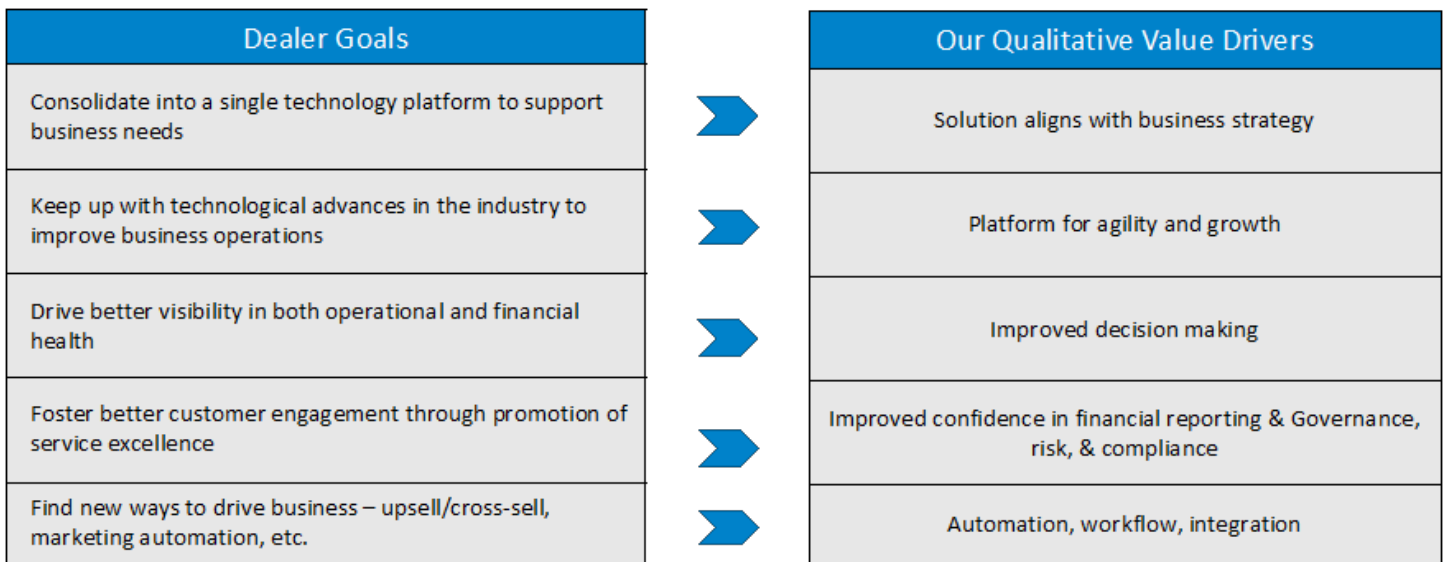 Dealer Goals
Our Qualitative Value Drivers
Consolidate into a single technology platform to support
business needs
Solution aligns with business strategy
Keep up with technological advances in the industry to
improve business operations
Platform for agility and growth
Drive better visibility in both operational and financial
health
Improved decision making
Foster better customer engagement through promotion of
service excellence
Improved confidence in financial reporting & Governance,
risk, & compliance
Find new ways to drive business – upsell/cross-sell,
marketing automation, etc.
Automation, workflow, integration